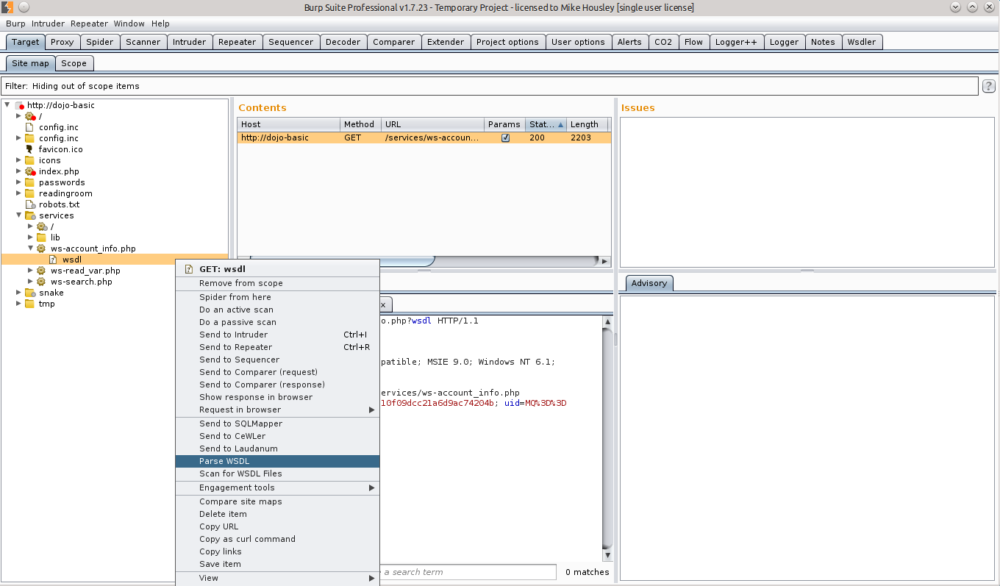 Burp Suite Professional v1.7.23 - Temporary Project - licensed to Mike Housley [single user license]
Burp Intruder Repeater Window Help
Target Proxy Spider Scanner Intruder Repeater Sequencer Decoder Comparer Extender Project options User options Alerts CO2 Flow Logger++ Logger Notes Wsdler
Site map Scope
Filter: Hiding out of scope items
?
http://dojo-basic
/
config.inc
config.inc
favicon.ico
icons
index.php
passwords
readingroom
robots.txt
services
/
lib
ws-account_info.php
wsdl
ws-read_var.php
ws-search.php
snake
tmp
Contents
Host Method URL Params Stat... Length
http://dojo-basic GET /services/ws-accoun... 200 2203
Issues
Advisory
GET: wsdl
Remove from scope
Spider from here
Do an active scan
Do a passive scan
Send to Intruder Ctrl+I
Send to Repeater Ctrl+R
Send to Sequencer
Send to Comparer (request)
Send to Comparer (response)
Show response in browser
Request in browser
Send to SQLMapper
Send to CeWLer
Send to Laudanum
Parse WSDL
Scan for WSDL Files
Engagement tools
Compare site maps
Delete item
Copy URL
Copy as curl command
Copy links
Save item
View
x
o.php?wsdl HTTP/1.1
patible; MSIE 9.0; Windows NT 6.1;
ervices/ws-account_info.php
10f09dcc21a6d9ac74204b; uid=MQ%3D%3D
a search term
0 matches